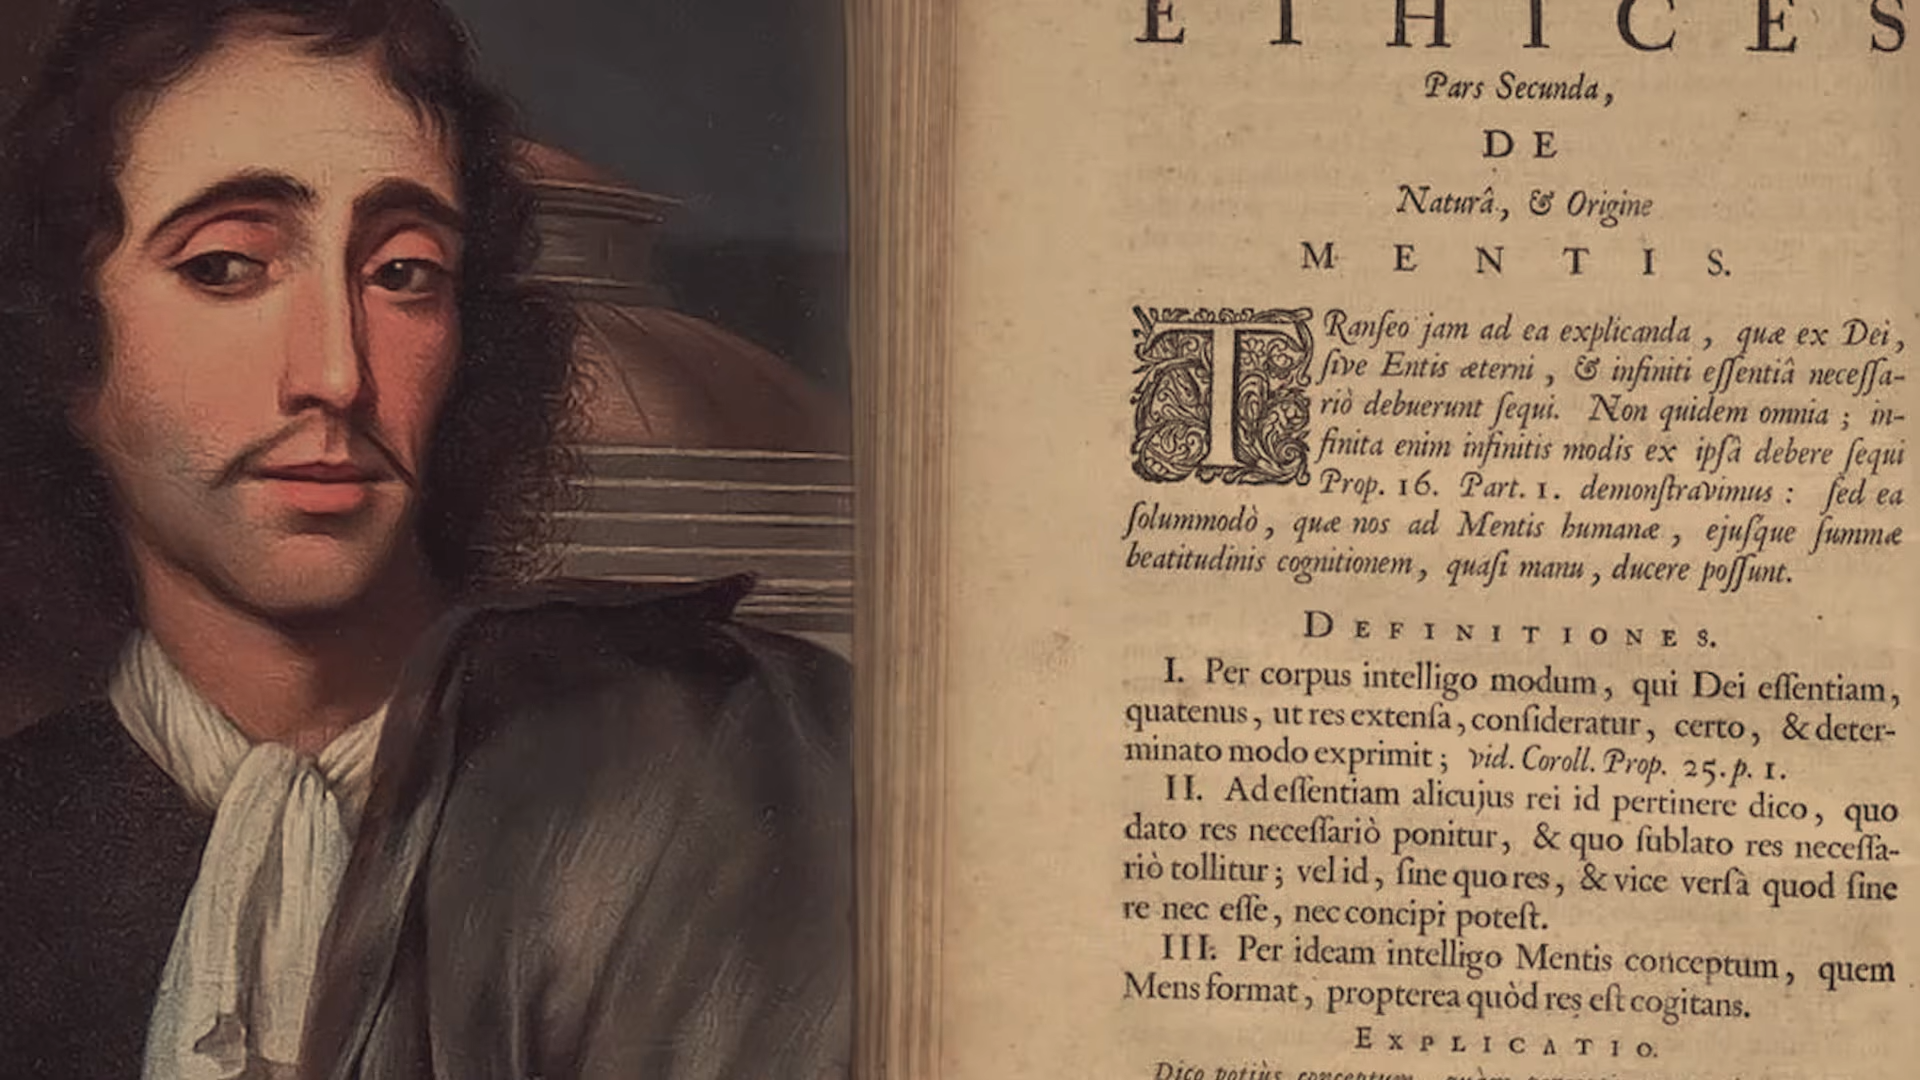 ETHICES
Pars Secunda,
DE
Naturâ, & Origine
MENTIS.
TRanſeo jam ad ea explicanda, quæ ex Dei,
ſive Entis æterni, & infiniti eſſentiâ neceſſa-
riò debuerunt ſequi. Non quidem omnia; in-
finita enim infinitis modis ex ipſâ debere ſequi
Prop. 16. Part. 1. demonſtravimus: ſed ea
ſolummodò, quæ nos ad Mentis humanæ, ejuſque ſummæ
beatitudinis cognitionem, quaſi manu, ducere poſſunt.
DEFINITIONES.
I. Per corpus intelligo modum, qui Dei eſſentiam,
quatenus, ut res extenſa, conſideratur, certo, & deter-
minato modo exprimit; vid. Coroll. Prop. 25. p. 1.
II. Ad eſſentiam alicujus rei id pertinere dico, quo
dato res neceſſariò ponitur, & quo ſublato res neceſſa-
riò tollitur; vel id, ſine quo res, & vice verſâ quod ſine
re nec eſſe, nec concipi poteſt.
III. Per ideam intelligo Mentis conceptum, quem
Mens format, propterea quòd res eſt cogitans.
EXPLICATIO.
Dico potiùs conceptum, quàm